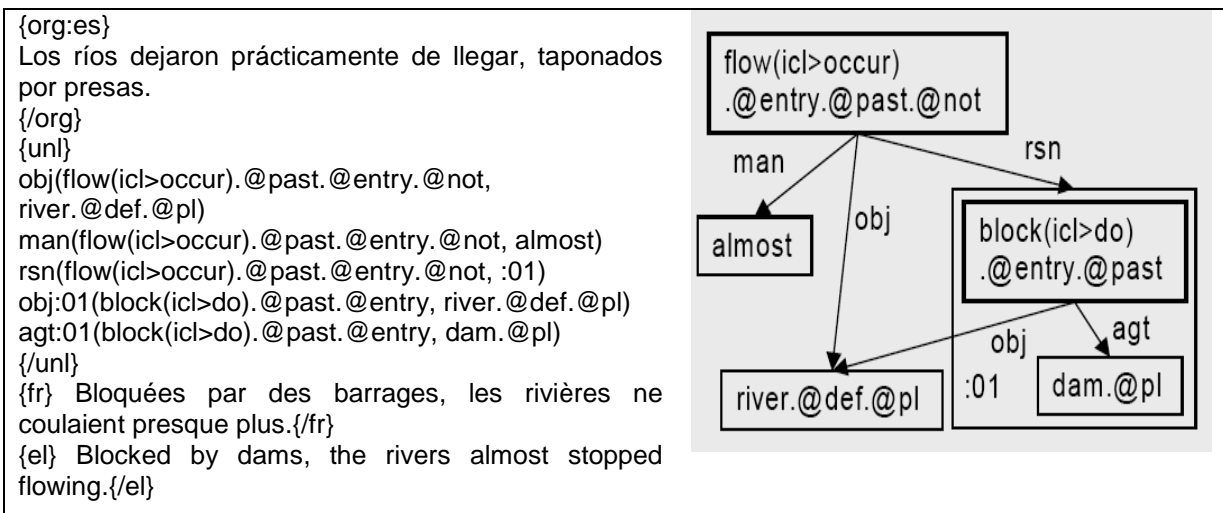 {org:es}
Los ríos dejaron prácticamente de llegar, taponados
por presas.
{/org}
{unl}
obj(flow(icl>occur).@past.@entry.@not,
river.@def.@pl)
man(flow(icl>occur).@past.@entry.@not, almost)
rsn(flow(icl>occur).@past.@entry.@not, :01)
obj:01(block(icl>do).@past.@entry, river.@def.@pl)
agt:01(block(icl>do).@past.@entry, dam.@pl)
{/unl}
{fr} Bloquées par des barrages, les rivières ne
coulaient presque plus.{/fr}
{el} Blocked by dams, the rivers almost stopped
flowing.{/el}
flow(icl>occur)
.@entry.@past.@not
man
rsn
obj
almost
block(icl>do)
.@entry.@past
obj
agt
river.@def.@pl
:01
dam.@pl